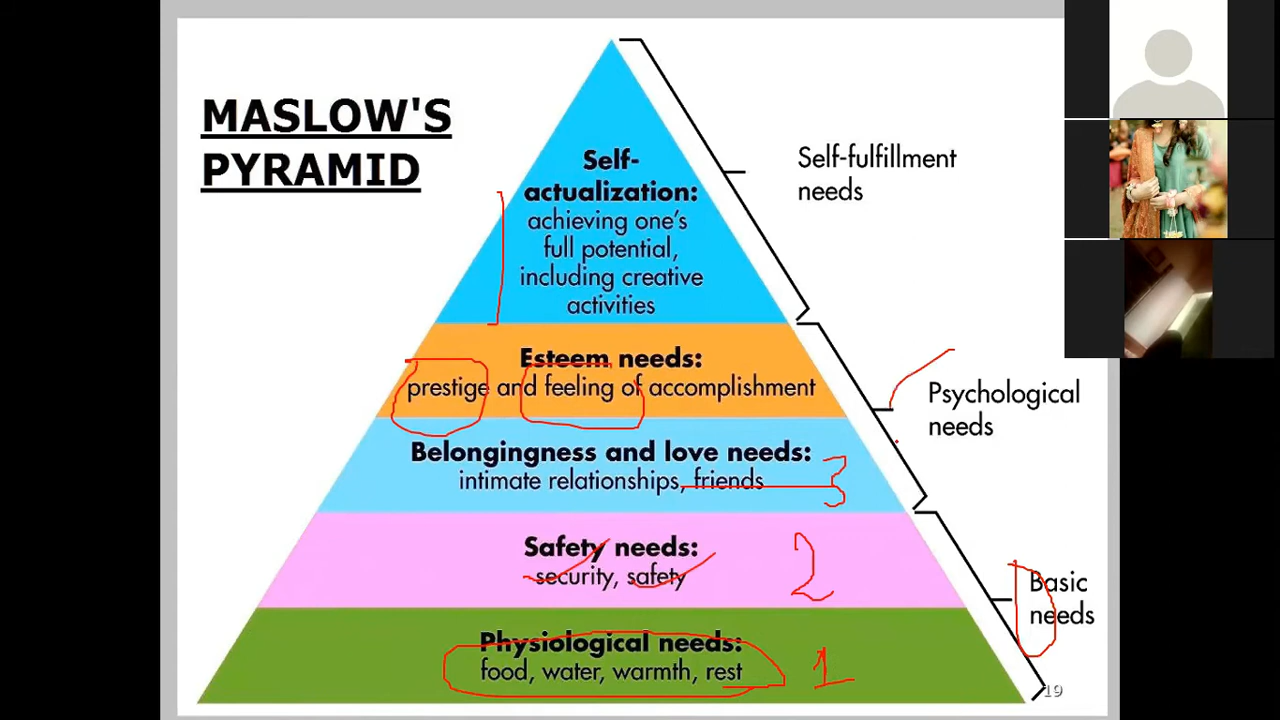 MASLOW'S
PYRAMID
Self-
actualization:
achieving one's
full potential,
including creative
activities
Self-fulfillment
needs
Esteem needs:
prestige and feeling of accomplishment
Psychological
needs
Belongingness and love needs:
intimate relationships, friends
3
Safety needs:
security, safety
2
Basic
needs
Physiological needs:
food, water, warmth, rest
1
19